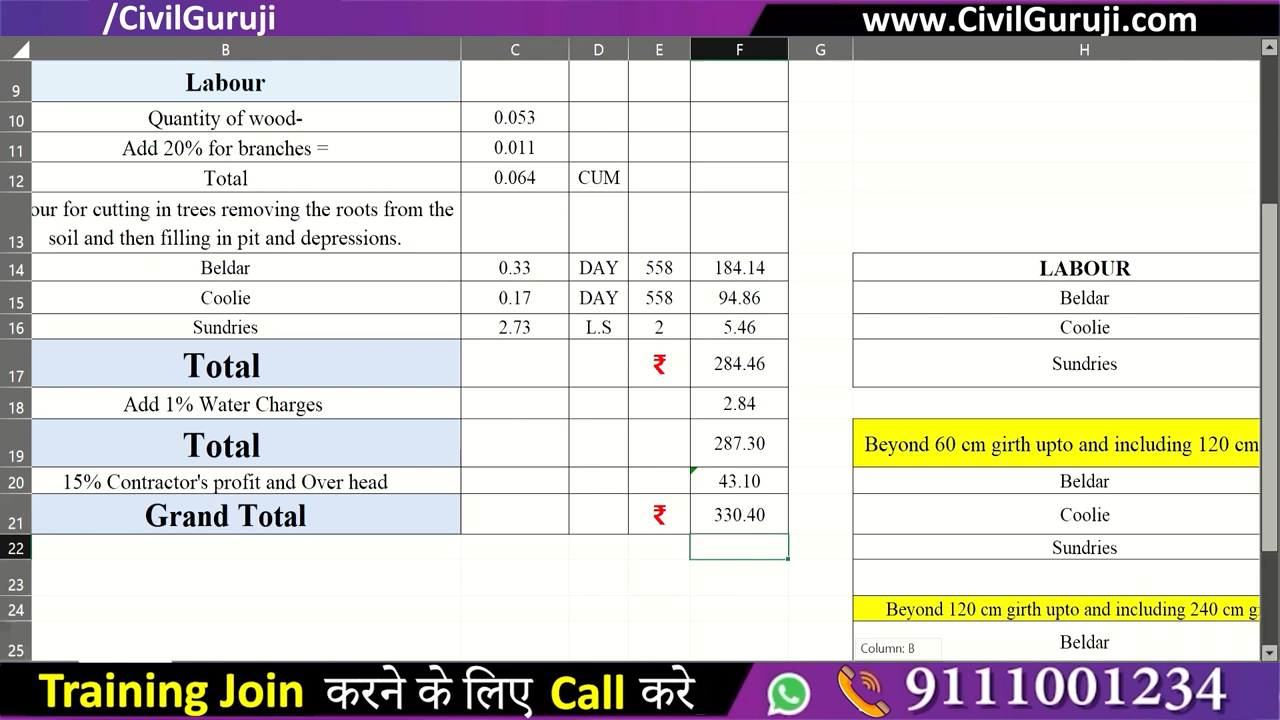 /CivilGuruji
www.CivilGuruji.com
B C D E F G H
9 Labour
10 Quantity of wood- 0.053
11 Add 20% for branches = 0.011
12 Total 0.064 CUM
our for cutting in trees removing the roots from the
13 soil and then filling in pit and depressions.
14 Beldar 0.33 DAY 558 184.14 LABOUR
15 Coolie 0.17 DAY 558 94.86 Beldar
16 Sundries 2.73 L.S 2 5.46 Coolie
17 Total ₹ 284.46 Sundries
18 Add 1% Water Charges 2.84
19 Total 287.30 Beyond 60 cm girth upto and including 120 cm
20 15% Contractor's profit and Over head 43.10 Beldar
21 Grand Total ₹ 330.40 Coolie
22 Sundries
23
24 Beyond 120 cm girth upto and including 240 cm g
25 Beldar
Column: B
Training Join करने के लिए Call करे 9111001234